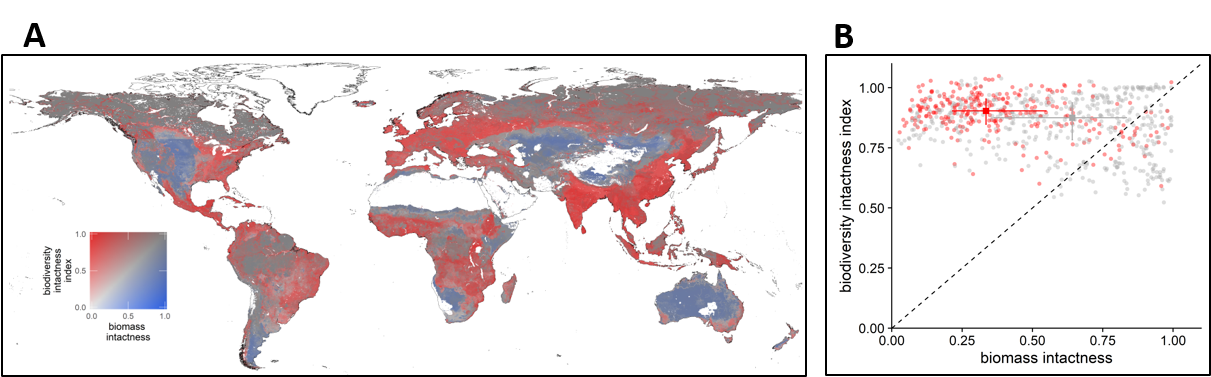 A
B
biodiversity
intactness
index
1.0
0.5
0.0
0.0 0.5 1.0
biomass
intactness
biodiversity intactness index
1.00
0.75
0.50
0.25
0.00
0.00 0.25 0.50 0.75 1.00
biomass intactness